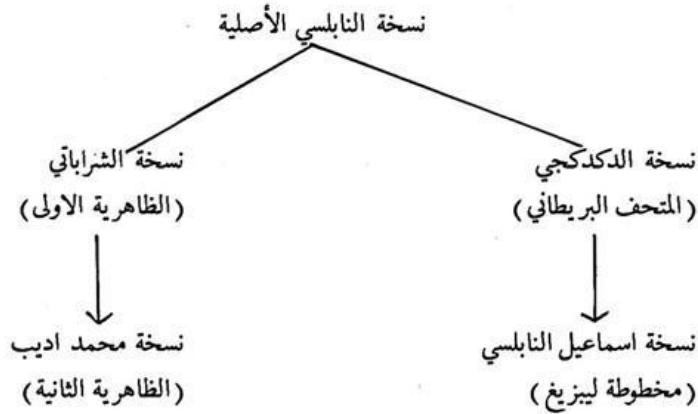 نسخة النابلسي الأصلية
نسخة الدكدكجي
(المتحف البريطاني)
نسخة الشراباتي
(الظاهرية الاولى)
نسخة اسماعيل النابلسي
(مخطوطة ليبزيغ)
نسخة محمد اديب
(الظاهرية الثانية)